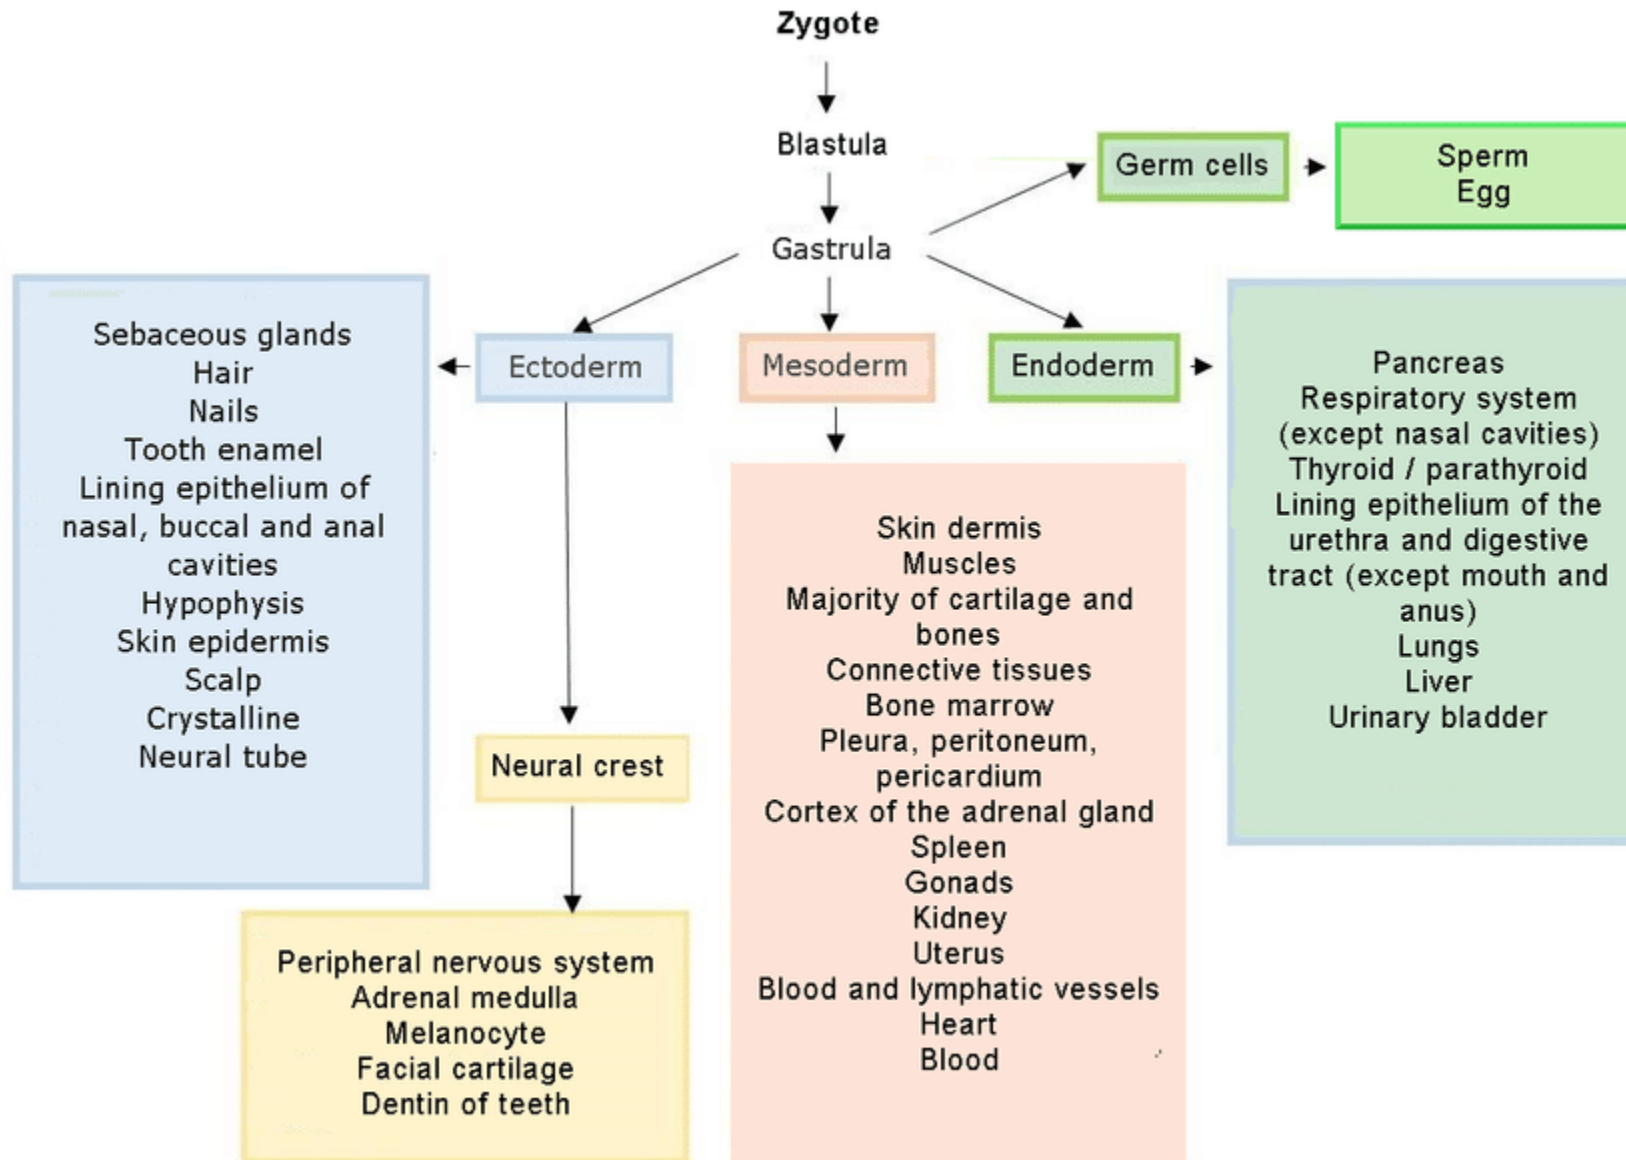 Zygote
Blastula
Gastrula
Germ cells
Sperm
Egg
Ectoderm
Mesoderm
Endoderm
Sebaceous glands
Hair
Nails
Tooth enamel
Lining epithelium of
nasal, buccal and anal
cavities
Hypophysis
Skin epidermis
Scalp
Crystalline
Neural tube
Neural crest
Peripheral nervous system
Adrenal medulla
Melanocyte
Facial cartilage
Dentin of teeth
Skin dermis
Muscles
Majority of cartilage and
bones
Connective tissues
Bone marrow
Pleura, peritoneum,
pericardium
Cortex of the adrenal gland
Spleen
Gonads
Kidney
Uterus
Blood and lymphatic vessels
Heart
Blood
Pancreas
Respiratory system
(except nasal cavities)
Thyroid / parathyroid
Lining epithelium of the
urethra and digestive
tract (except mouth and
anus)
Lungs
Liver
Urinary bladder